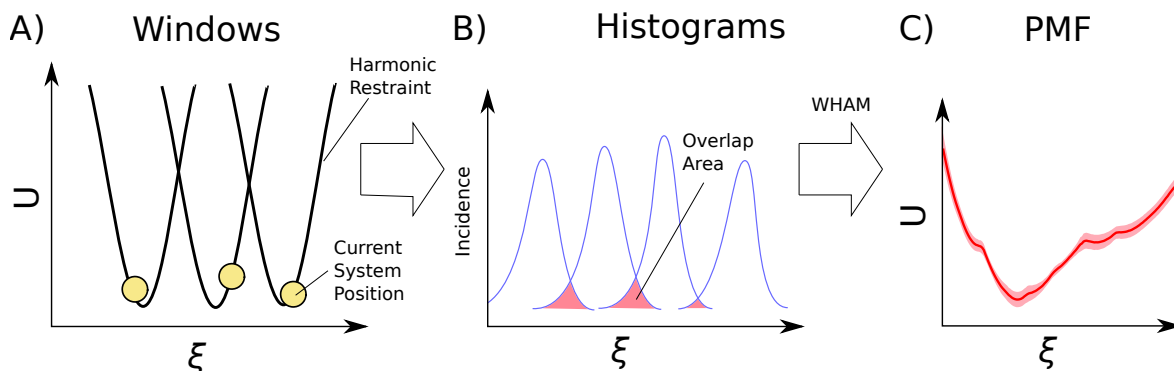 A) Windows
Harmonic
Restraint
U
Current
System
Position
ξ
B) Histograms
Incidence
Overlap
Area
ξ
WHAM
C) PMF
U
ξ